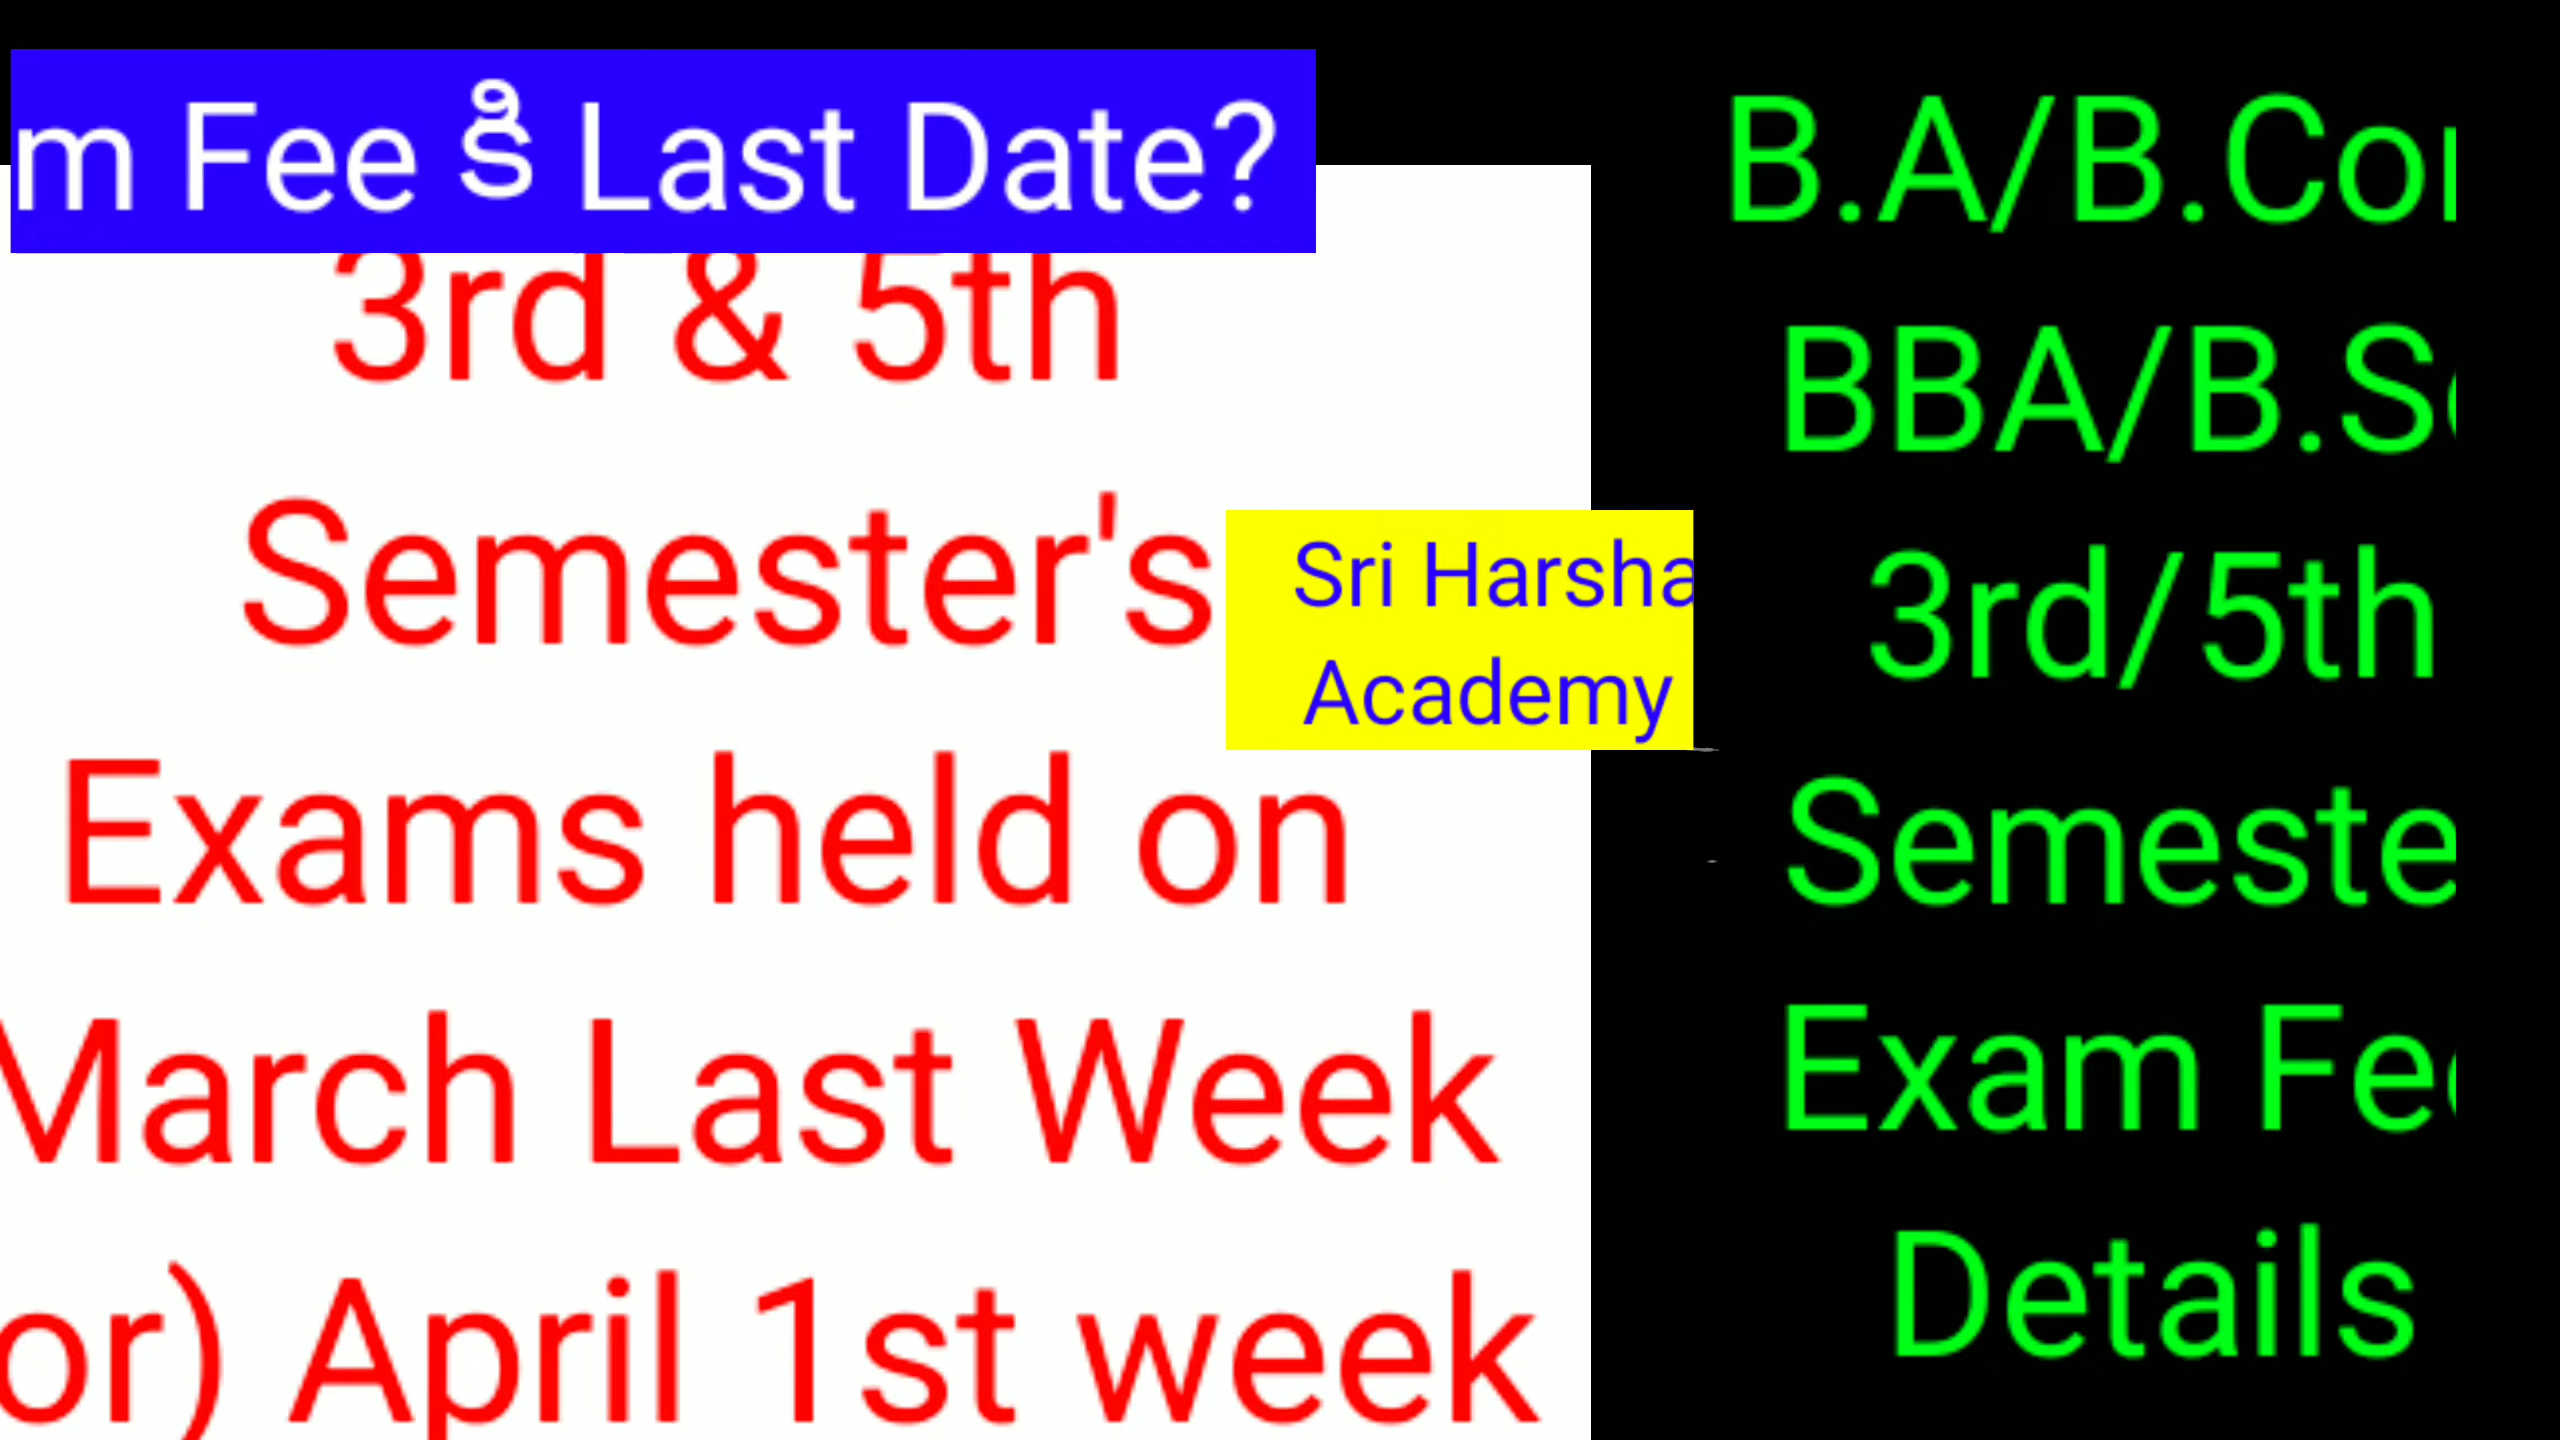 m Fee కి Last Date?
3rd & 5th
Semester's
Exams held on
March Last Week
or) April 1st week
Sri Harsha
Academy
B.A/B.Co
BBA/B.S
3rd/5th
Semeste
Exam Fe
Details